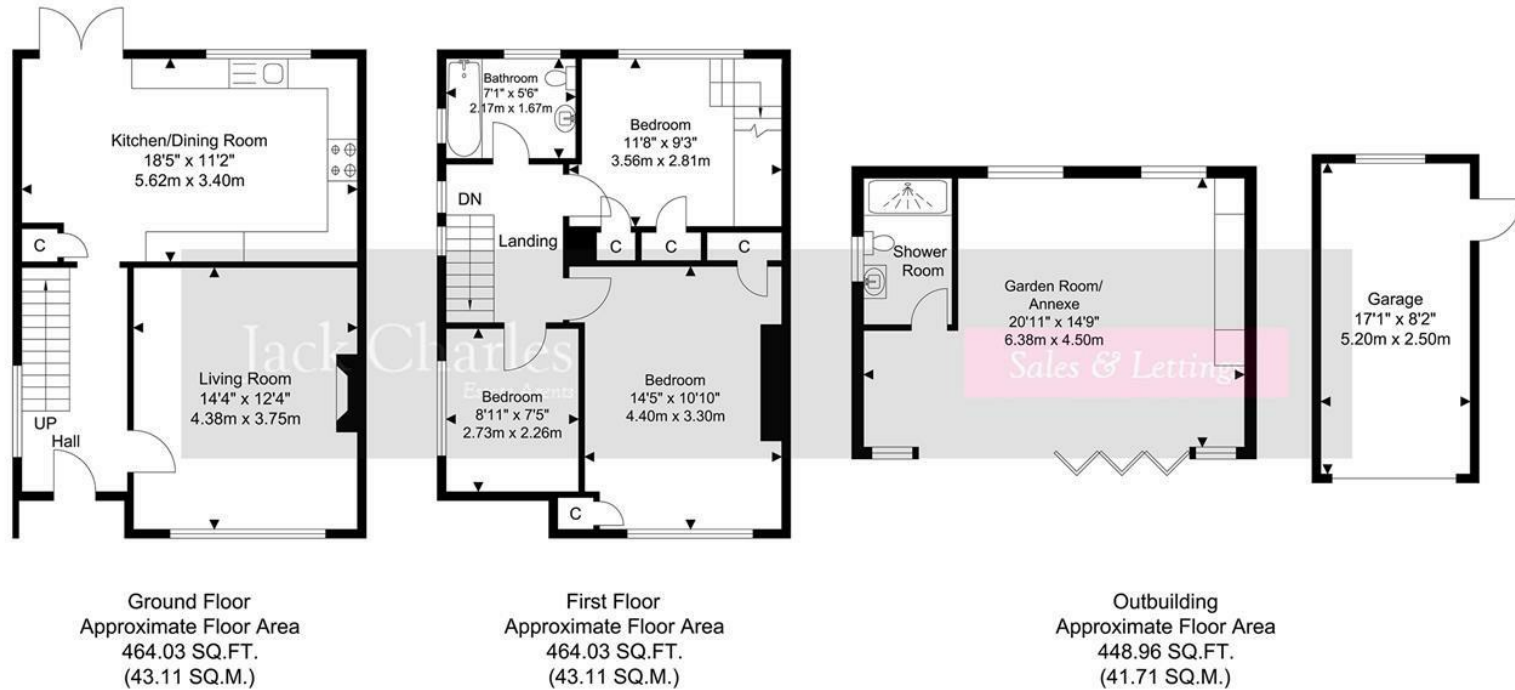 Kitchen/Dining Room
18'5" x 11'2"
5.62m x 3.40m
C
UP
Hall
Living Room
14'4" x 12'4"
4.38m x 3.75m
Bathroom
7'1" x 5'6"
2.17m x 1.67m
Bedroom
11'8" x 9'3"
3.56m x 2.81m
DN
Landing
C
C
C
Bedroom
8'11" x 7'5"
2.73m x 2.26m
Bedroom
14'5" x 10'10"
4.40m x 3.30m
C
Shower
Room
Garden Room/
Annexe
20'11" x 14'9"
6.38m x 4.50m
Garage
17'1" x 8'2"
5.20m x 2.50m
Jack Charles
Estate Agents
Sales & Lettings
Ground Floor
Approximate Floor Area
464.03 SQ.FT.
(43.11 SQ.M.)
First Floor
Approximate Floor Area
464.03 SQ.FT.
(43.11 SQ.M.)
Outbuilding
Approximate Floor Area
448.96 SQ.FT.
(41.71 SQ.M.)